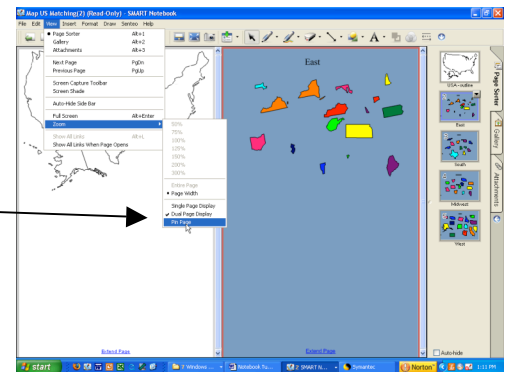 Map US Matching(2) (Read-Only) - SMART Notebook
File Edit View Insert Format Draw Senteo Help
Page Sorter Alt+1
Gallery Alt+2
Attachments Alt+3
Next Page PgDn
Previous Page PgUp
Screen Capture Toolbar
Screen Shade
Auto-Hide Side Bar
Full Screen Alt+Enter
Zoom
Show All Links Alt+L
Show All Links When Page Opens
50%
75%
100%
125%
150%
200%
300%
Entire Page
Page Width
Single Page Display
Dual Page Display
Pin Page
East
Extend Page
Extend Page
USA - outline
East
South
Midwest
West
Page Sorter
Gallery
Attachments
Auto-hide
start
7 Windows ...
Notebook Tu...
2 SMART N...
Symantec
Norton
1:11 PM